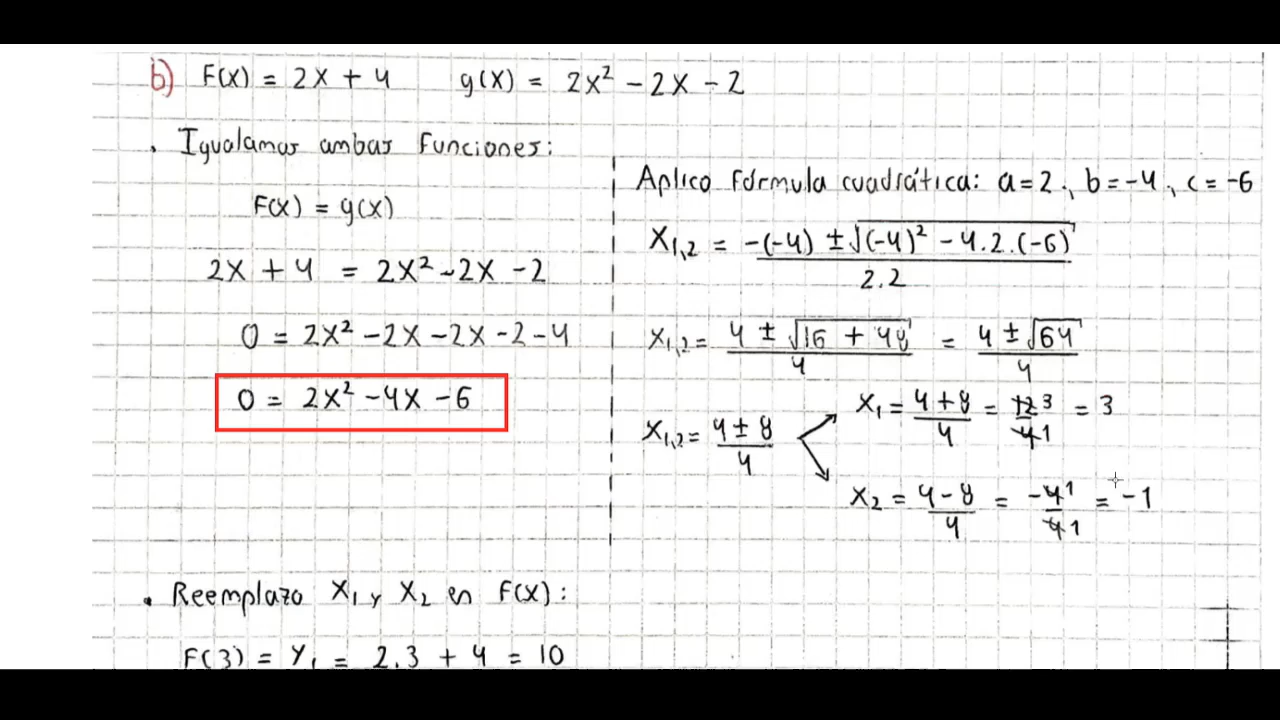 b) F(x) = 2x + 4 g(x) = 2x² - 2x - 2
. Igualamos ambas funciones:
F(x) = g(x)
2x + 4 = 2x² - 2x - 2
0 = 2x² - 2x - 2x - 2 - 4
0 = 2x² - 4x - 6
Aplico fórmula cuadrática: a = 2 ; b = -4 ; c = -6
x1,2 = -(-4) ± √(-4)² - 4.2.(-6) / 2.2
x1,2 = 4 ± √16 + 48 / 4 = 4 ± √64 / 4
x1,2 = 4 ± 8 / 4
x1 = 4 + 8 / 4 = 12 3 / 4 1 = 3
x2 = 4 - 8 / 4 = -4 1 / 4 1 = -1
. Reemplazo x1 y x2 en F(x):
F(3) = y1 = 2.3 + 4 = 10